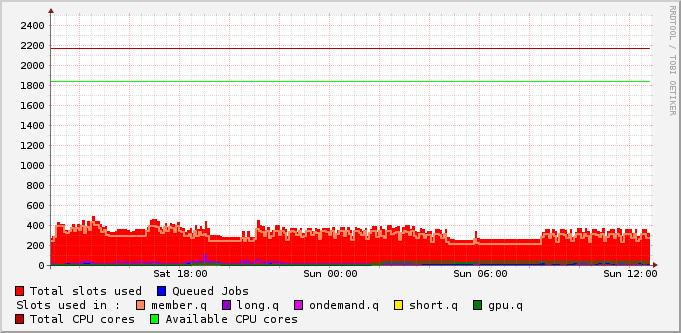 2400
2200
2000
1800
1600
1400
1200
1000
800
600
400
200
0
Sat 18:00 Sun 00:00 Sun 06:00 Sun 12:00
RRDTOOL / TOBI OETIKER
Total slots used Queued Jobs
Slots used in : member.q long.q ondemand.q short.q gpu.q
Total CPU cores Available CPU cores